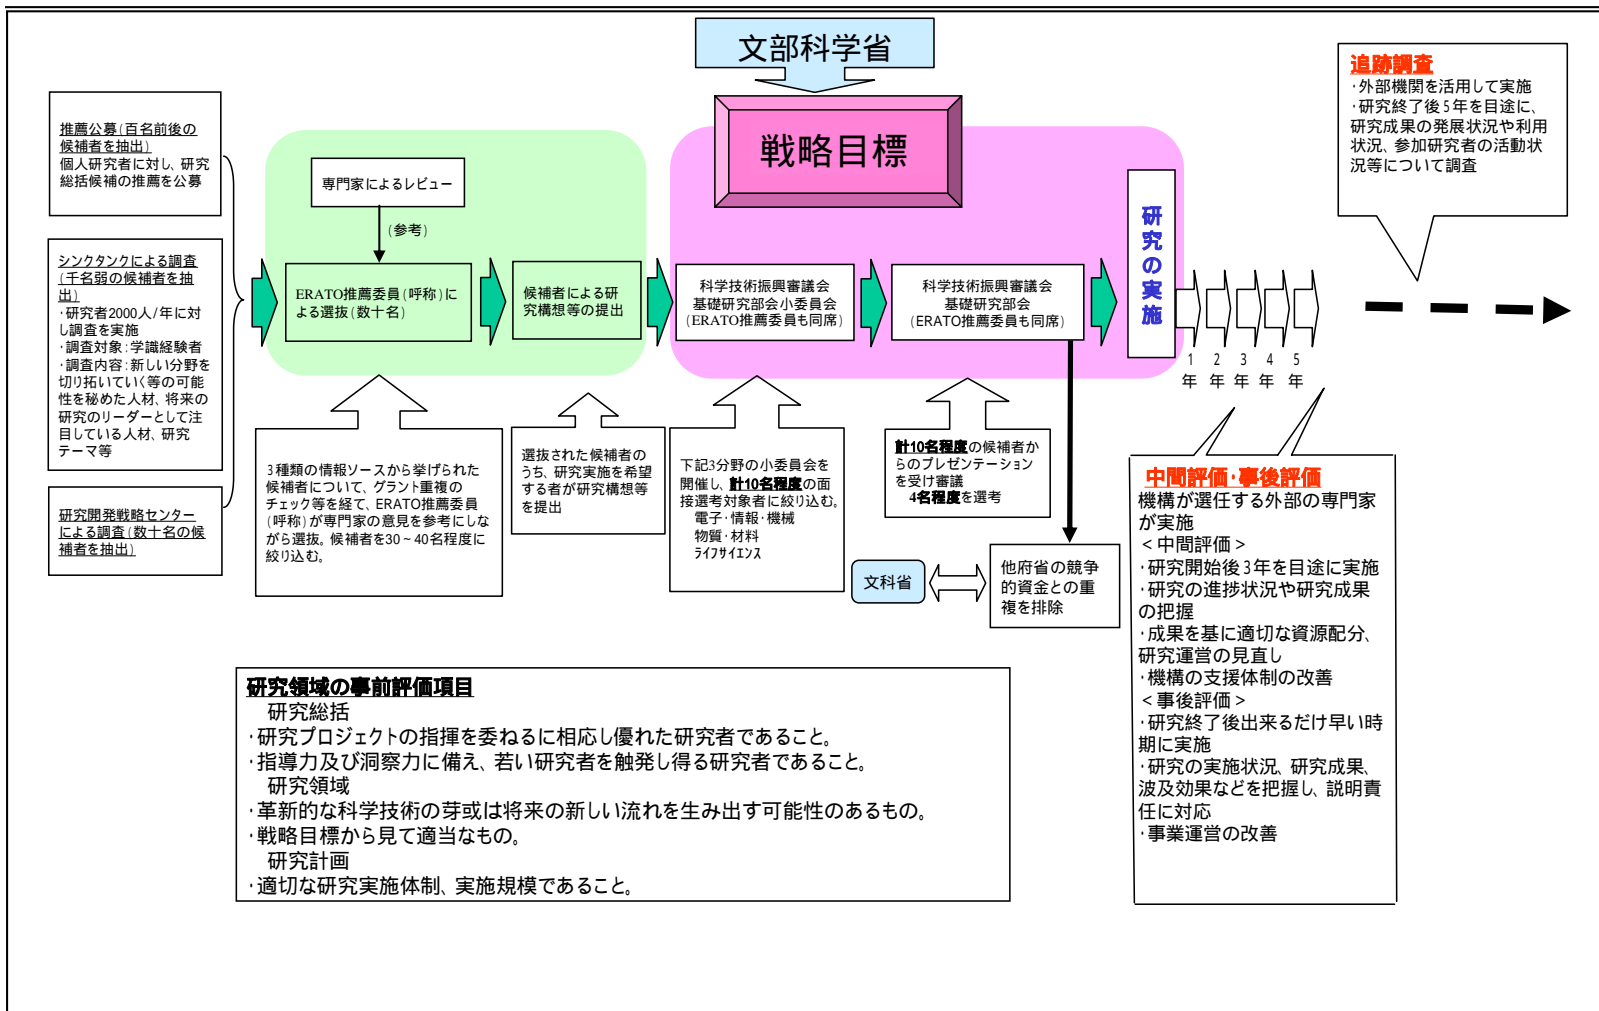 文部科学省
戦略目標
推薦公募(百名前後の
候補者を抽出)
個人研究者に対し、研究
総括候補の推薦を公募
シンクタンクによる調査
(千名弱の候補者を抽
出)
・研究者2000人/年に対
し調査を実施
・調査対象:学識経験者
・調査内容:新しい分野を
切り拓いていく等の可能
性を秘めた人材、将来の
研究のリーダーとして注
目している人材、研究
テーマ等
研究開発戦略センター
による調査(数十名の候
補者を抽出)
専門家によるレビュー
(参考)
ERATO推薦委員(呼称)に
よる選抜(数十名)
候補者による研
究構想等の提出
科学技術振興審議会
基礎研究部会小委員会
(ERATO推薦委員も同席)
科学技術振興審議会
基礎研究部会
(ERATO推薦委員も同席)
研究の実施
1年
2年
3年
4年
5年
追跡調査
・外部機関を活用して実施
・研究終了後5年を目途に、
研究成果の発展状況や利用
状況、参加研究者の活動状
況等について調査
3種類の情報ソースから挙げられた
候補者について、グラント重複の
チェック等を経て、ERATO推薦委員
(呼称)が専門家の意見を参考にしな
がら選抜。候補者を30~40名程度に
絞り込む。
選抜された候補者の
うち、研究実施を希望
する者が研究構想等
を提出
下記3分野の小委員会を
開催し、計10名程度の面
接選考対象者に絞り込む。
電子・情報・機械
物質・材料
ライフサイエンス
計10名程度の候補者か
らのプレゼンテーション
を受け審議
4名程度を選考
文科省
他府省の競争
的資金との重
複を排除
中間評価・事後評価
機構が選任する外部の専門家
が実施
<中間評価>
・研究開始後3年を目途に実施
・研究の進捗状況や研究成果
の把握
・成果を基に適切な資源配分、
研究運営の見直し
・機構の支援体制の改善
<事後評価>
・研究終了後出来るだけ早い時
期に実施
・研究の実施状況、研究成果、
波及効果などを把握し、説明責
任に対応
・事業運営の改善
研究領域の事前評価項目
研究総括
・研究プロジェクトの指揮を委ねるに相応し優れた研究者であること。
・指導力及び洞察力に備え、若い研究者を触発し得る研究者であること。
研究領域
・革新的な科学技術の芽或は将来の新しい流れを生み出す可能性のあるもの。
・戦略目標から見て適当なもの。
研究計画
・適切な研究実施体制、実施規模であること。